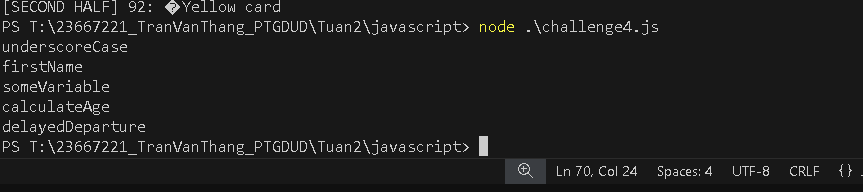 [SECOND HALF] 92: �Yellow card
PS T:\23667221_TranVanThang_PTGDUD\Tuan2\javascript> node .\challenge4.js
underscoreCase
firstName
someVariable
calculateAge
delayedDeparture
PS T:\23667221_TranVanThang_PTGDUD\Tuan2\javascript>
Ln 70, Col 24 Spaces: 4 UTF-8 CRLF {}